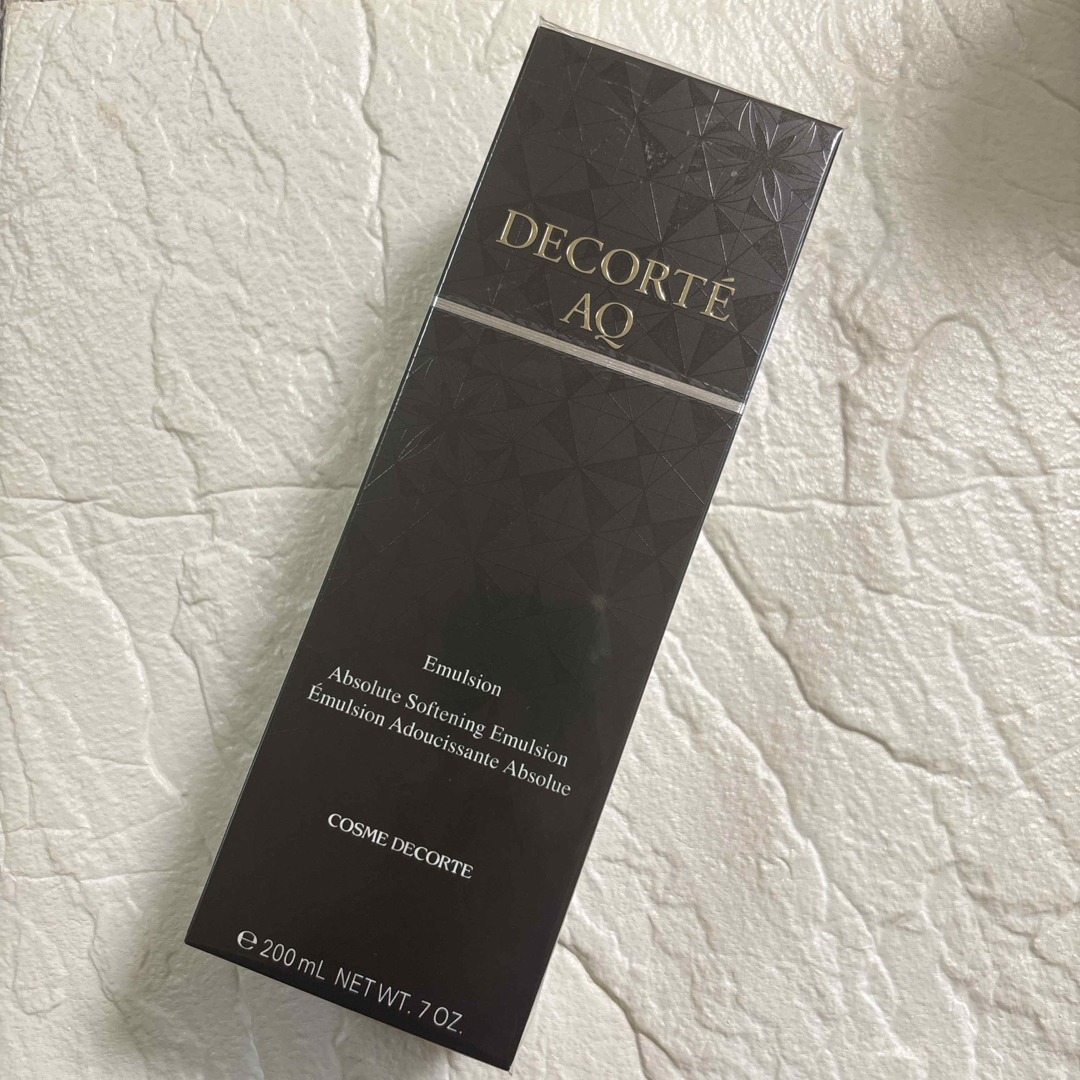 DECORTÉ
AQ
Emulsion
Absolute Softening Emulsion
Émulsion Adoucissante Absolue
COSME DECORTE
℮ 200 mL NET WT. 7 OZ.